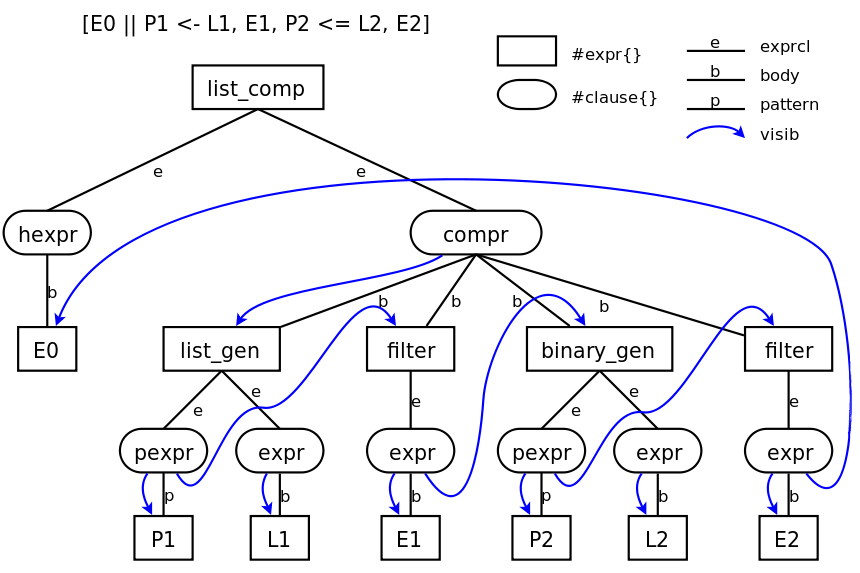 [E0 || P1 <- L1, E1, P2 <= L2, E2]
#expr{}
#clause{}
e exprcl
b body
p pattern
visib
list_comp
e e
hexpr compr
b b b b b
E0 list_gen filter binary_gen filter
e e e e e e
pexpr expr expr pexpr expr expr
p b b p b b
P1 L1 E1 P2 L2 E2